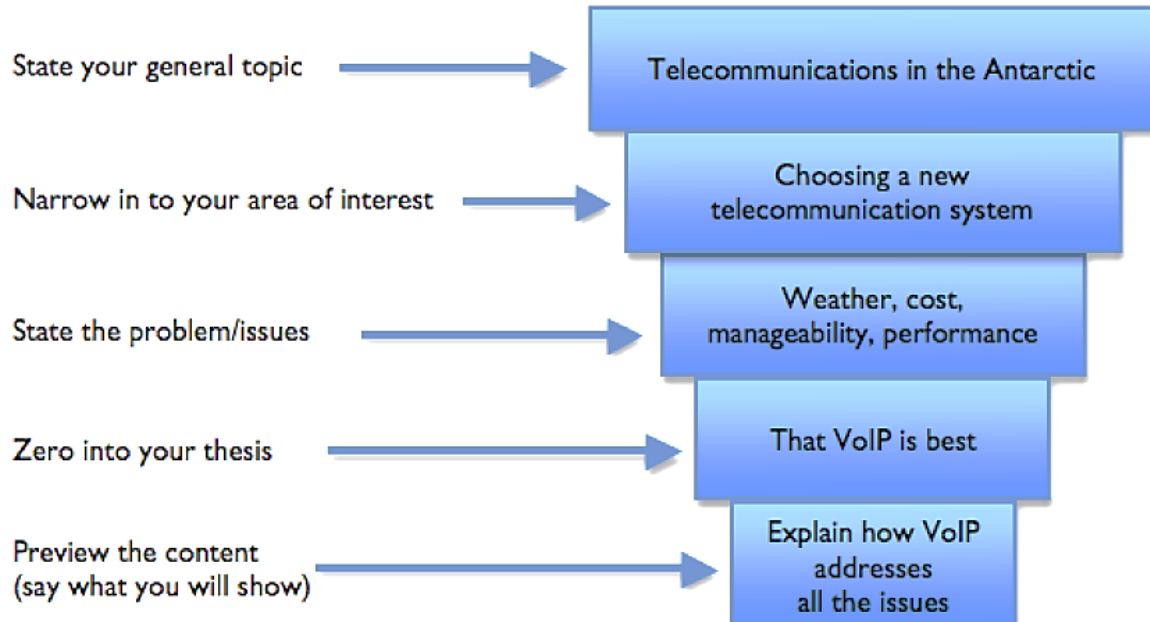 State your general topic
Telecommunications in the Antarctic
Narrow in to your area of interest
Choosing a new
telecommunication system
State the problem/issues
Weather, cost,
manageability, performance
Zero into your thesis
That VoIP is best
Preview the content
(say what you will show)
Explain how VoIP
addresses
all the issues